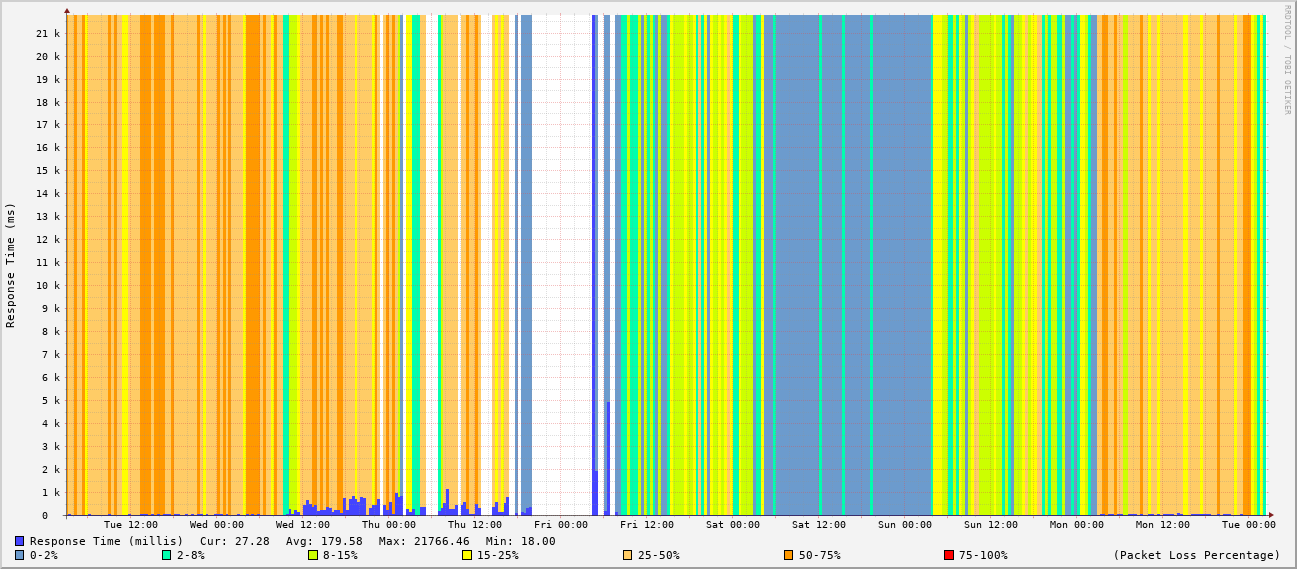 RRDTOOL / TOBI OETIKER
Response Time (ms)
21 k
20 k
19 k
18 k
17 k
16 k
15 k
14 k
13 k
12 k
11 k
10 k
9 k
8 k
7 k
6 k
5 k
4 k
3 k
2 k
1 k
0
Tue 12:00 Wed 00:00 Wed 12:00 Thu 00:00 Thu 12:00 Fri 00:00 Fri 12:00 Sat 00:00 Sat 12:00 Sun 00:00 Sun 12:00 Mon 00:00 Mon 12:00 Tue 00:00
Response Time (millis) Cur: 27.28 Avg: 179.58 Max: 21766.46 Min: 18.00
0-2% 2-8% 8-15% 15-25% 25-50% 50-75% 75-100% (Packet Loss Percentage)